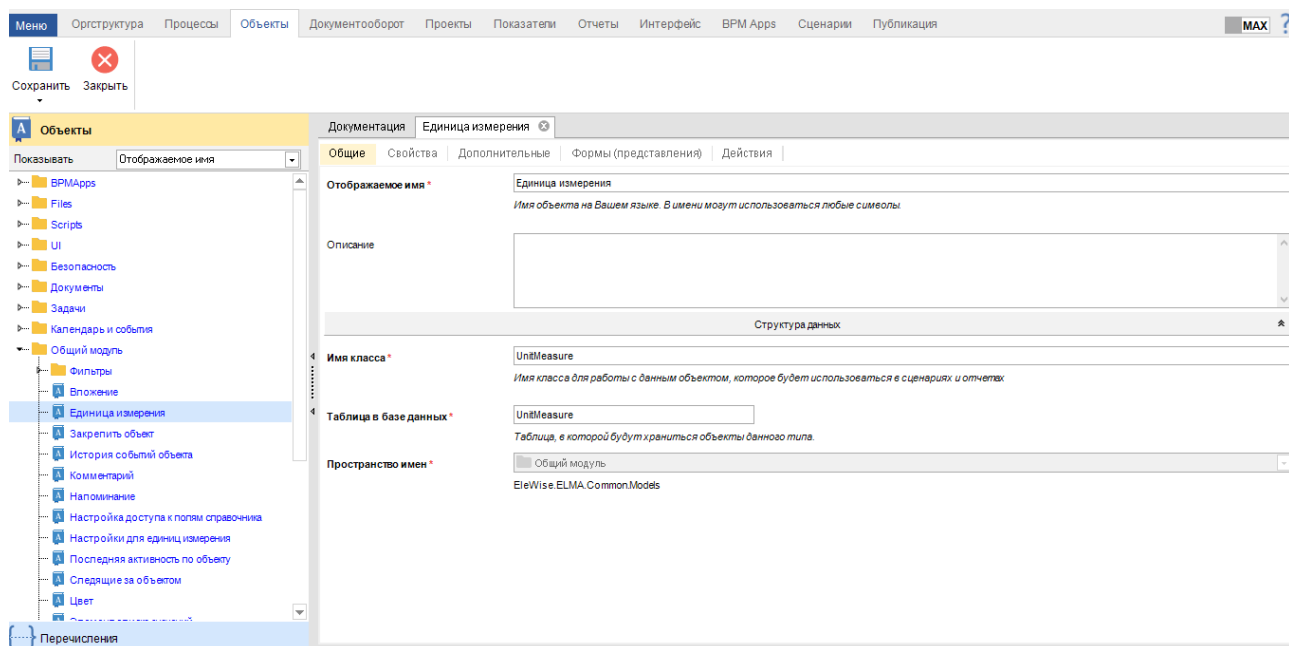 Меню Оргструктура Процессы Объекты Документооборот Проекты Показатели Отчеты Интерфейс BPM Apps Сценарии Публикация MAX ?
Сохранить Закрыть
Объекты
Показывать Отображаемое имя
BPMApps
Files
Scripts
UI
Безопасность
Документы
Задачи
Календарь и события
Общий модуль
Фильтры
Вложение
Единица измерения
Закрепить объект
История событий объекта
Комментарий
Напоминание
Настройка доступа к полям справочника
Настройки для единиц измерения
Последняя активность по объекту
Следящие за объектом
Цвет
Перечисления
Документация Единица измерения
Общие Свойства Дополнительные Формы (представления) Действия
Отображаемое имя * Единица измерения
Имя объекта на Вашем языке. В имени могут использоваться любые символы.
Описание
Структура данных
Имя класса * UnitMeasure
Имя класса для работы с данным объектом, которое будет использоваться в сценариях и отчетах
Таблица в базе данных * UnitMeasure
Таблица, в которой будут храниться объекты данного типа.
Пространство имен * Общий модуль
EleWise.ELMA.Common.Models